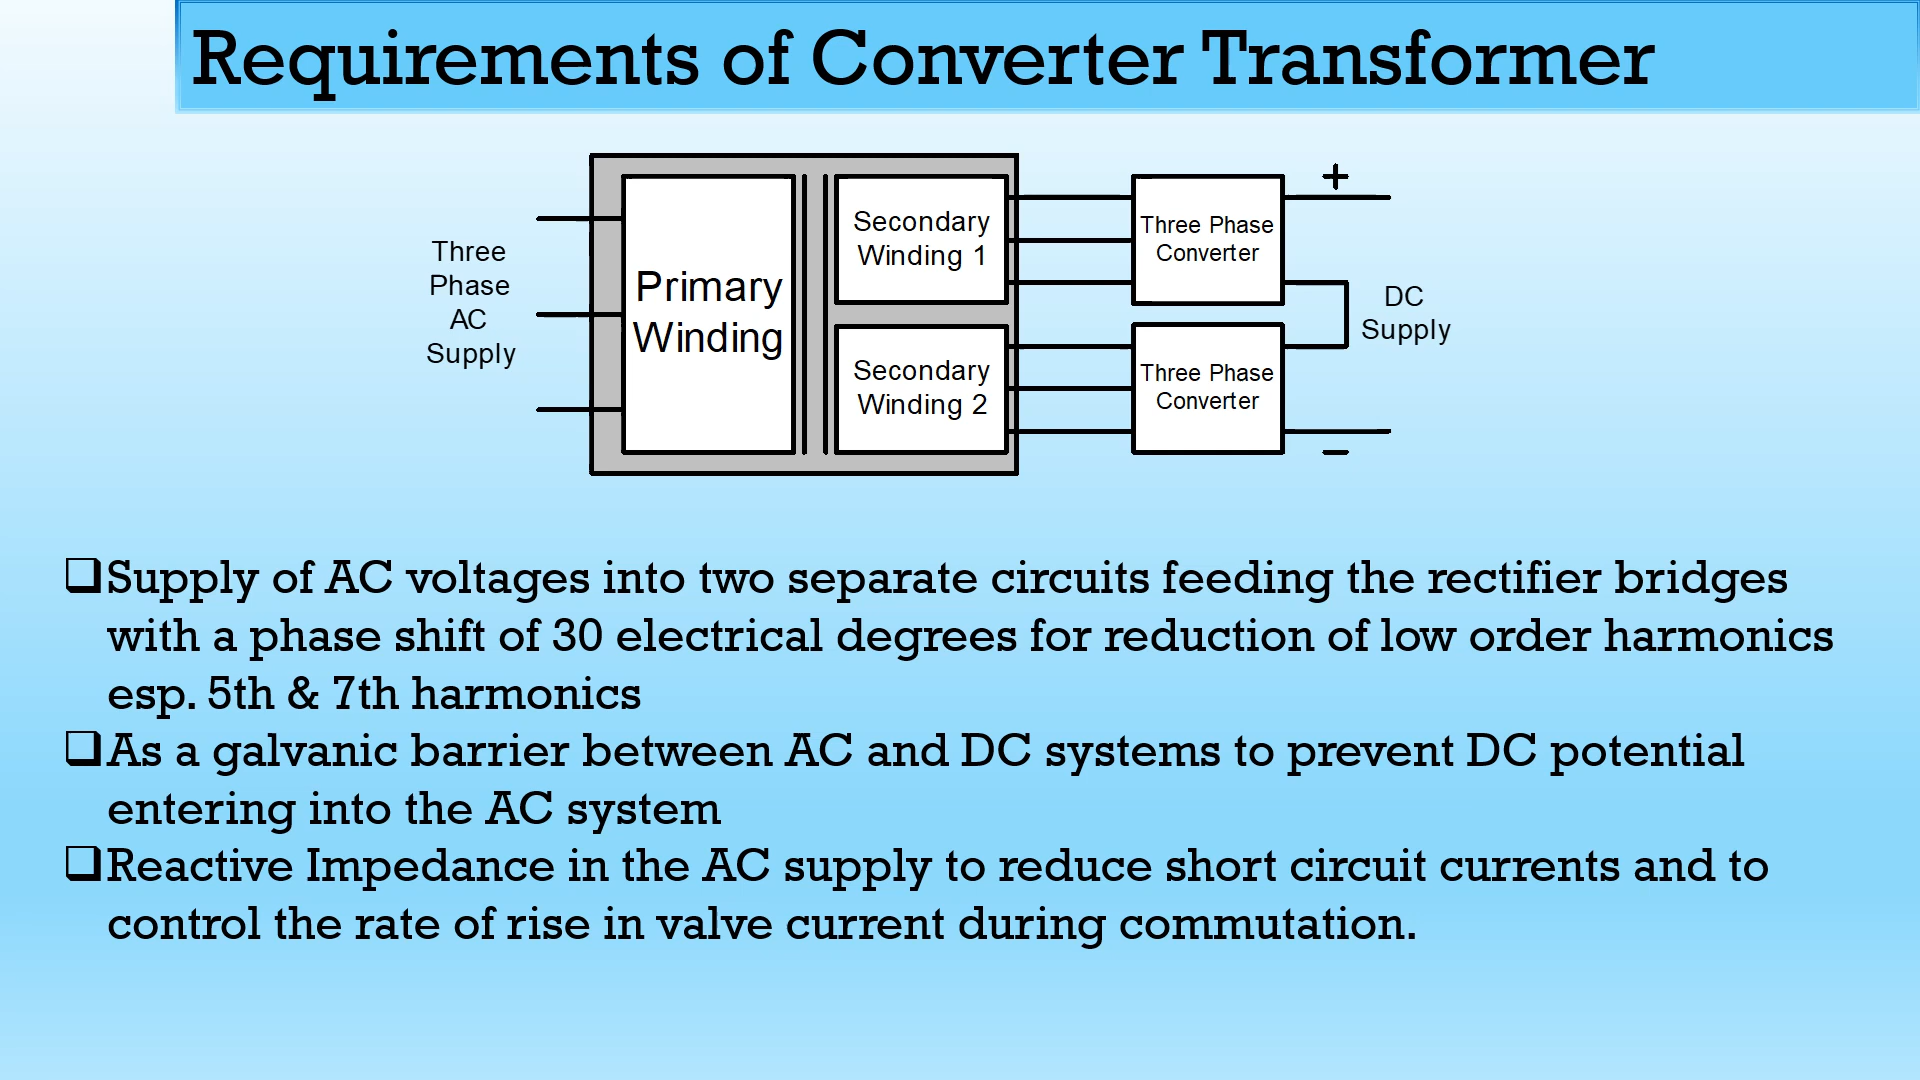 Requirements of Converter Transformer
Three
Phase
AC
Supply
Primary
Winding
Secondary
Winding 1
Secondary
Winding 2
Three Phase
Converter
Three Phase
Converter
+
DC
Supply
–
❑Supply of AC voltages into two separate circuits feeding the rectifier bridges
with a phase shift of 30 electrical degrees for reduction of low order harmonics
esp. 5th & 7th harmonics
❑As a galvanic barrier between AC and DC systems to prevent DC potential
entering into the AC system
❑Reactive Impedance in the AC supply to reduce short circuit currents and to
control the rate of rise in valve current during commutation.